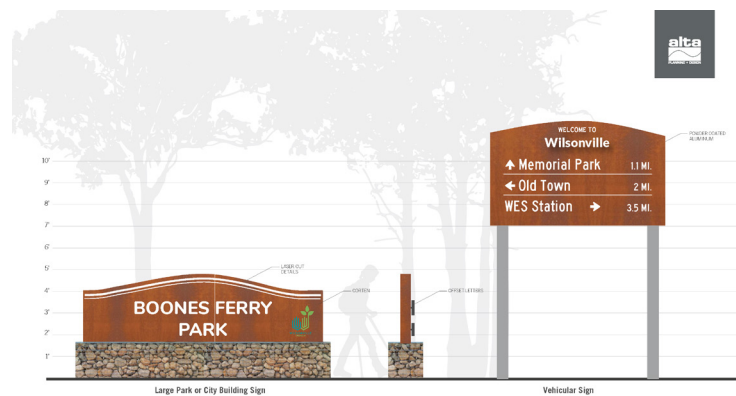 alta
PLANNING + DESIGN
WELCOME TO
Wilsonville
Memorial Park 1.1 MI.
Old Town 2 MI.
WES Station 3.5 MI.
POWDER COATED
ALUMINUM
10'
9'
8'
7'
6'
5'
4'
3'
2'
1'
LASER CUT
DETAILS
CORTEN
OFFSET LETTERS
BOONES FERRY
PARK
Large Park or City Building Sign
Vehicular Sign